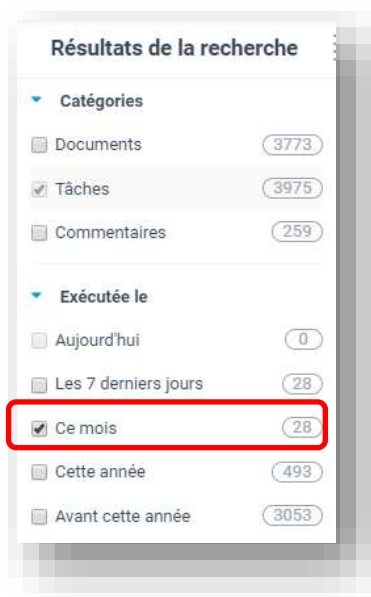 Résultats de la recherche
Catégories
Documents 3773
Tâches 3975
Commentaires 259
Exécutée le
Aujourd'hui 0
Les 7 derniers jours 28
Ce mois 28
Cette année 493
Avant cette année 3053